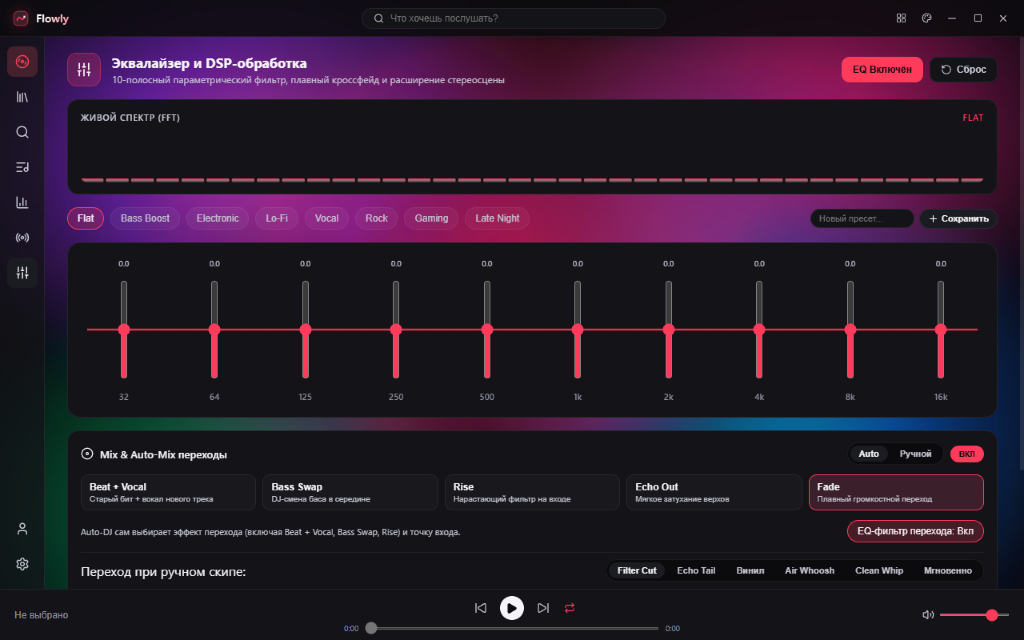 Flowly
Что хочешь послушать?
Эквалайзер и DSP-обработка
10-полосный параметрический фильтр, плавный кроссфейд и расширение стереосцены
EQ Включён
Сброс
ЖИВОЙ СПЕКТР (FFT)
FLAT
Flat Bass Boost Electronic Lo-Fi Vocal Rock Gaming Late Night
Новый пресет...
+ Сохранить
0.0 0.0 0.0 0.0 0.0 0.0 0.0 0.0 0.0 0.0
32 64 125 250 500 1k 2k 4k 8k 16k
Mix & Auto-Mix переходы
Auto Ручной ВКЛ
Beat + Vocal
Старый бит + вокал нового трека
Bass Swap
DJ-смена баса в середине
Rise
Нарастающий фильтр на входе
Echo Out
Мягкое затухание верхов
Fade
Плавный громкостной переход
Auto-DJ сам выбирает эффект перехода (включая Beat + Vocal, Bass Swap, Rise) и точку входа.
EQ-фильтр перехода: Вкл
Переход при ручном скипе:
Filter Cut Echo Tail Винил Air Whoosh Clean Whip Мгновенно
Не выбрано
0:00
0:00